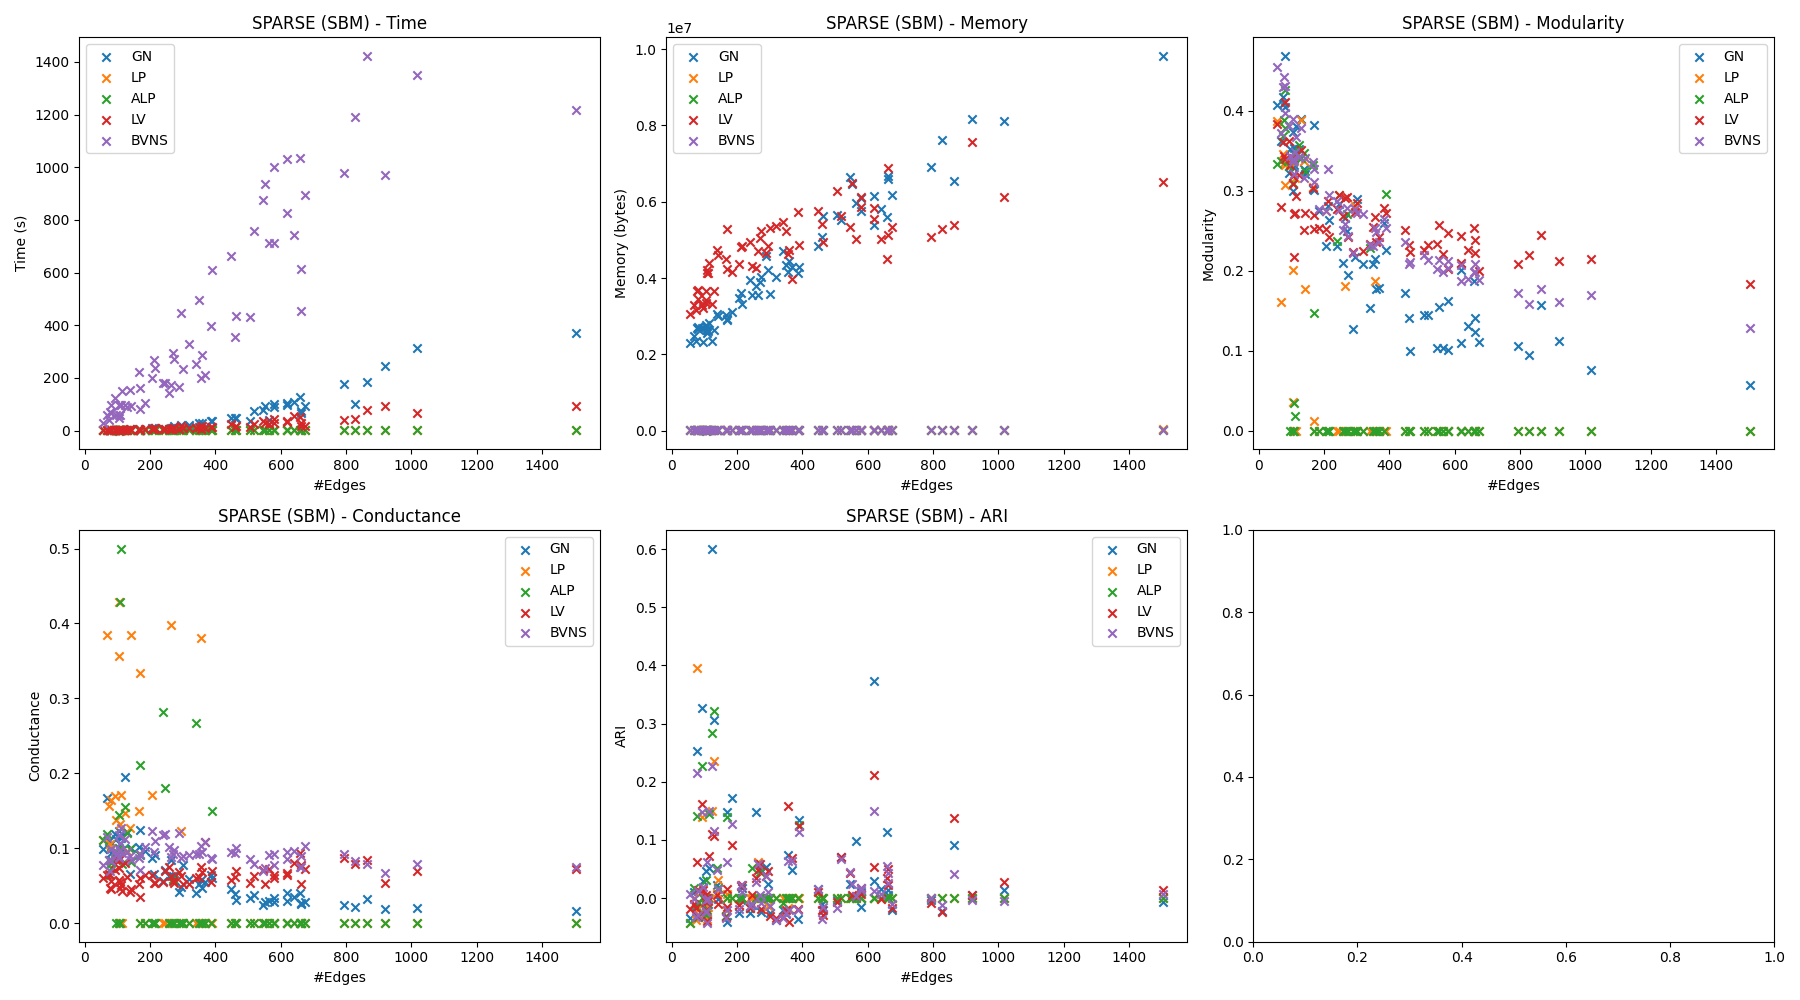 SPARSE (SBM) - Time
GN
LP
ALP
LV
BVNS
Time (s)
1400
1200
1000
800
600
400
200
0
0 200 400 600 800 1000 1200 1400
#Edges
SPARSE (SBM) - Memory
1e7
GN
LP
ALP
LV
BVNS
Memory (bytes)
1.0
0.8
0.6
0.4
0.2
0.0
0 200 400 600 800 1000 1200 1400
#Edges
SPARSE (SBM) - Modularity
GN
LP
ALP
LV
BVNS
Modularity
0.4
0.3
0.2
0.1
0.0
0 200 400 600 800 1000 1200 1400
#Edges
SPARSE (SBM) - Conductance
GN
LP
ALP
LV
BVNS
Conductance
0.5
0.4
0.3
0.2
0.1
0.0
0 200 400 600 800 1000 1200 1400
#Edges
SPARSE (SBM) - ARI
GN
LP
ALP
LV
BVNS
ARI
0.6
0.5
0.4
0.3
0.2
0.1
0.0
0 200 400 600 800 1000 1200 1400
#Edges
1.0
0.8
0.6
0.4
0.2
0.0
0.0 0.2 0.4 0.6 0.8 1.0